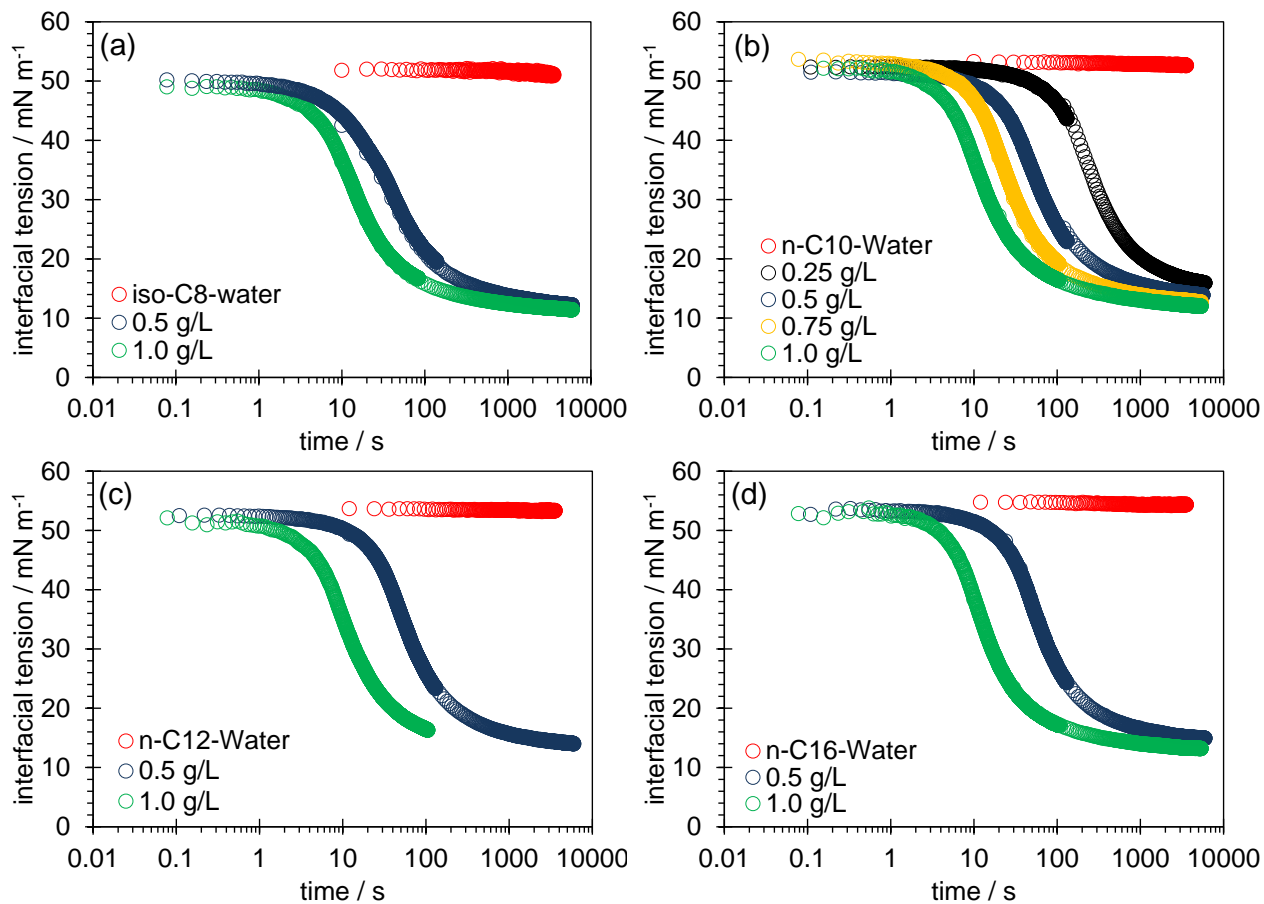 (a)
60
50
40
30
20
10
0
interfacial tension / mN m⁻¹
iso-C8-water
0.5 g/L
1.0 g/L
0.01 0.1 1 10 100 1000 10000
time / s
(b)
60
50
40
30
20
10
0
interfacial tension / mN m⁻¹
n-C10-Water
0.25 g/L
0.5 g/L
0.75 g/L
1.0 g/L
0.01 0.1 1 10 100 1000 10000
time / s
(c)
60
50
40
30
20
10
0
interfacial tension / mN m⁻¹
n-C12-Water
0.5 g/L
1.0 g/L
0.01 0.1 1 10 100 1000 10000
time / s
(d)
60
50
40
30
20
10
0
interfacial tension / mN m⁻¹
n-C16-Water
0.5 g/L
1.0 g/L
0.01 0.1 1 10 100 1000 10000
time / s